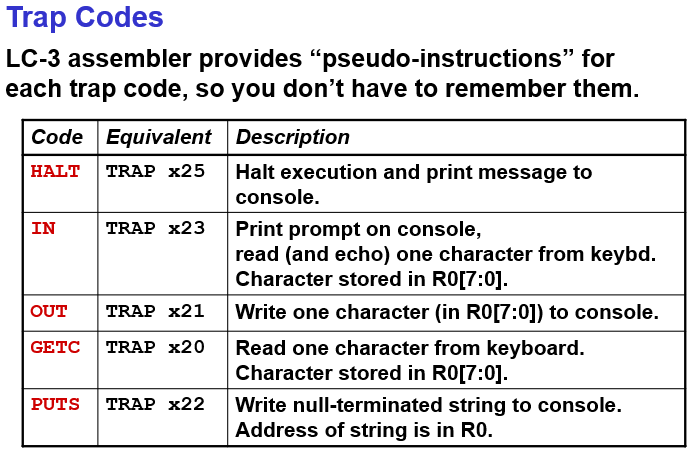 Trap Codes
LC-3 assembler provides “pseudo-instructions” for
each trap code, so you don’t have to remember them.
Code Equivalent Description
HALT TRAP x25 Halt execution and print message to
console.
IN TRAP x23 Print prompt on console,
read (and echo) one character from keybd.
Character stored in R0[7:0].
OUT TRAP x21 Write one character (in R0[7:0]) to console.
GETC TRAP x20 Read one character from keyboard.
Character stored in R0[7:0].
PUTS TRAP x22 Write null-terminated string to console.
Address of string is in R0.